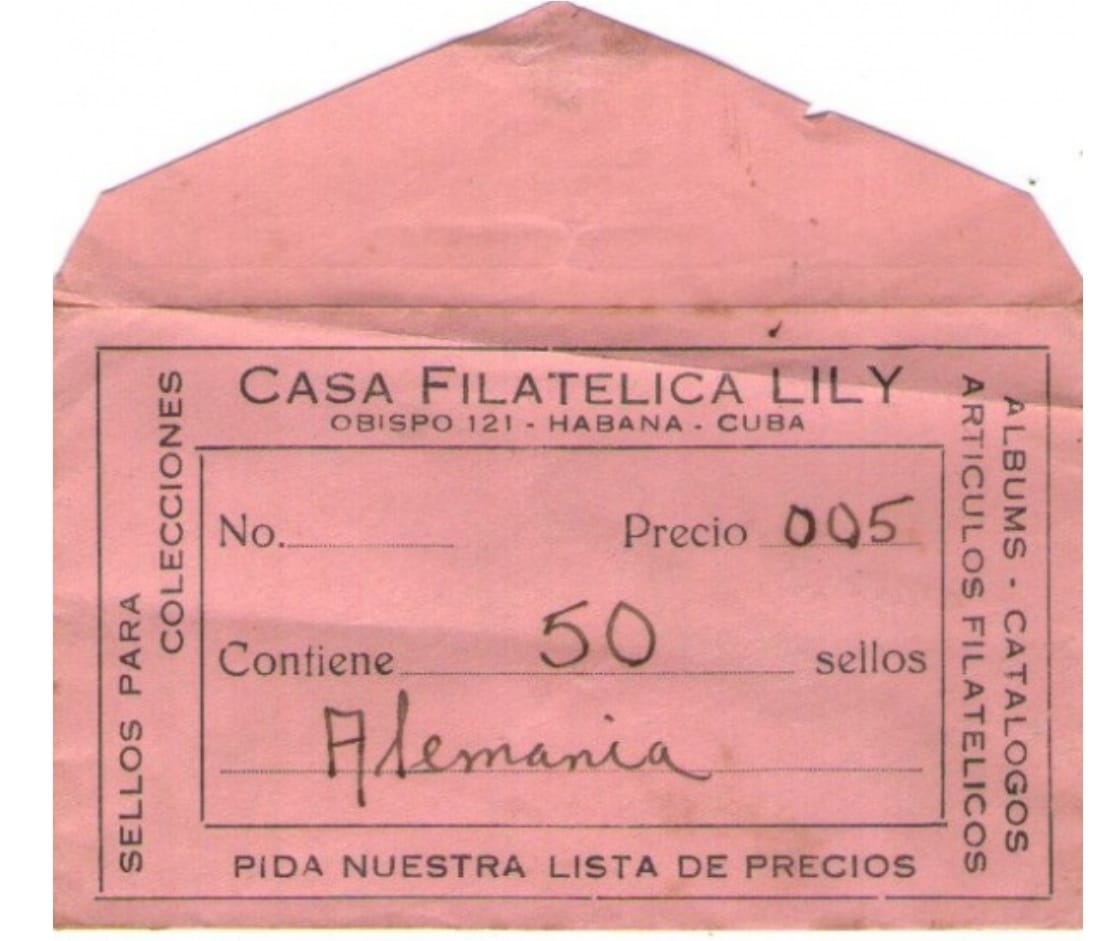 CASA FILATELICA LILY
OBISPO 121 - HABANA - CUBA
SELLOS PARA
COLECCIONES
No. Precio 005
Contiene 50 sellos
Alemania
ALBUMS - CATALOGOS
ARTICULOS FILATELICOS
PIDA NUESTRA LISTA DE PRECIOS